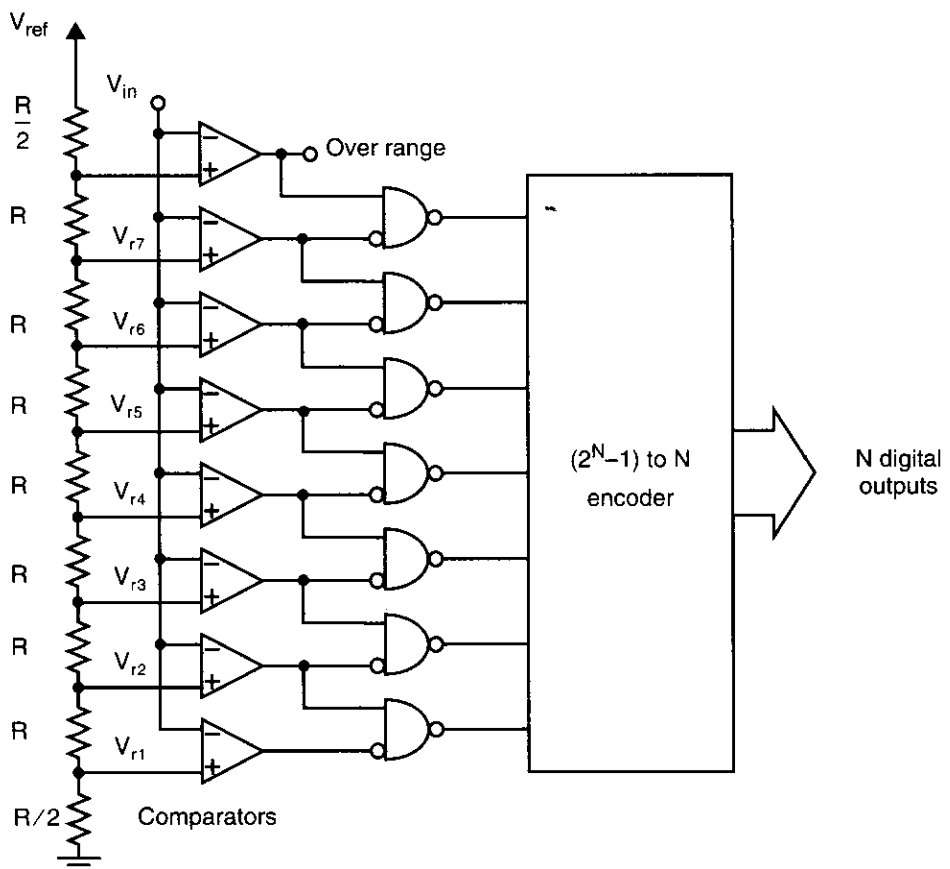 V_ref
V_in
R
2
Over range
R
V_r7
R
V_r6
R
V_r5
R
V_r4
R
V_r3
R
V_r2
R
V_r1
R/2
Comparators
(2^N–1) to N
encoder
N digital
outputs